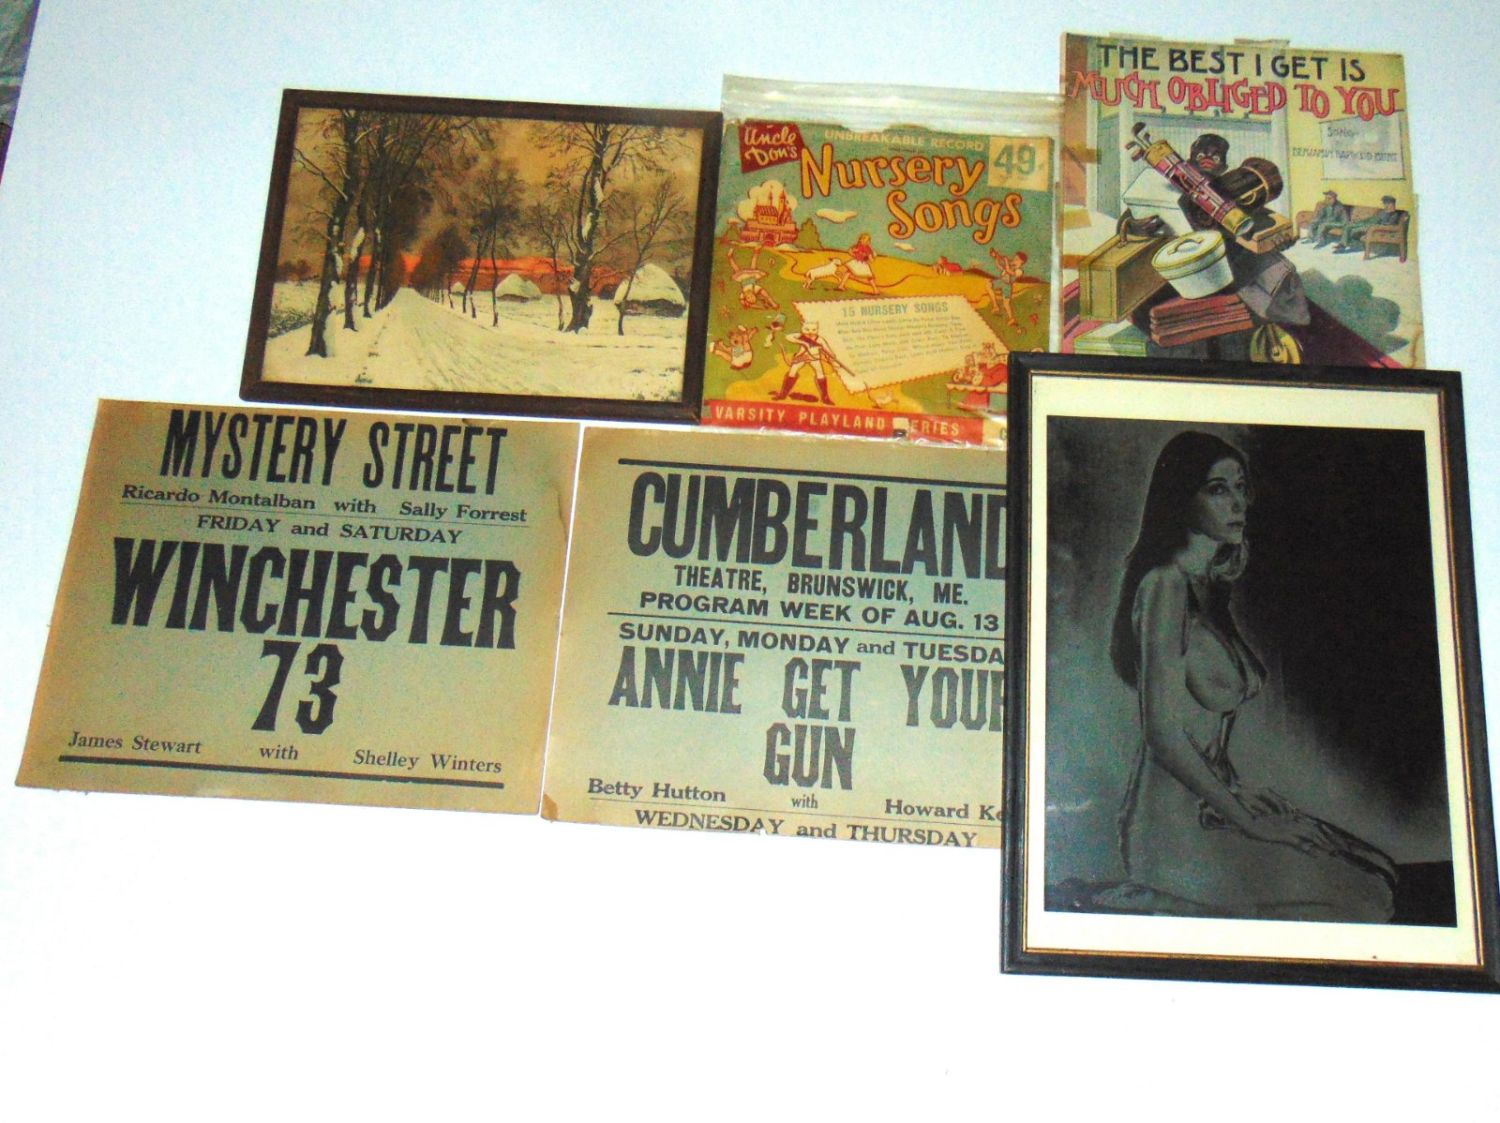 Uncle
Don's
UNBREAKABLE RECORD
49¢
Nursery
Songs
15 NURSERY SONGS
VARSITY PLAYLAND SERIES
THE BEST I GET IS
MUCH OBLIGED TO YOU
SONG
BY
MYSTERY STREET
Ricardo Montalban with Sally Forrest
FRIDAY and SATURDAY
WINCHESTER
73
James Stewart with Shelley Winters
CUMBERLAND
THEATRE, BRUNSWICK, ME.
PROGRAM WEEK OF AUG. 13
SUNDAY, MONDAY and TUESDA
ANNIE GET YOUR
GUN
Betty Hutton with Howard Ke
WEDNESDAY and THURSDAY